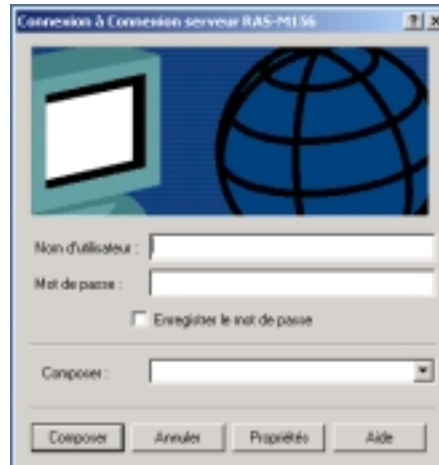 Connexion à Connexion serveur RAS-M156
Nom d'utilisateur :
Mot de passe :
Enregistrer le mot de passe
Composer :
Composer Annuler Propriétés Aide